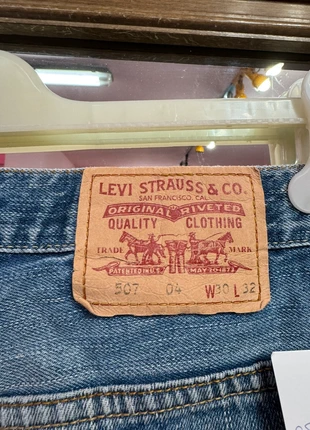 LEVI STRAUSS & CO.
SAN FRANCISCO, CAL.
ORIGINAL RIVETED
QUALITY CLOTHING
TRADE MARK
PATENTED IN U.S. MAY 20 1873
507 04 W30 L32